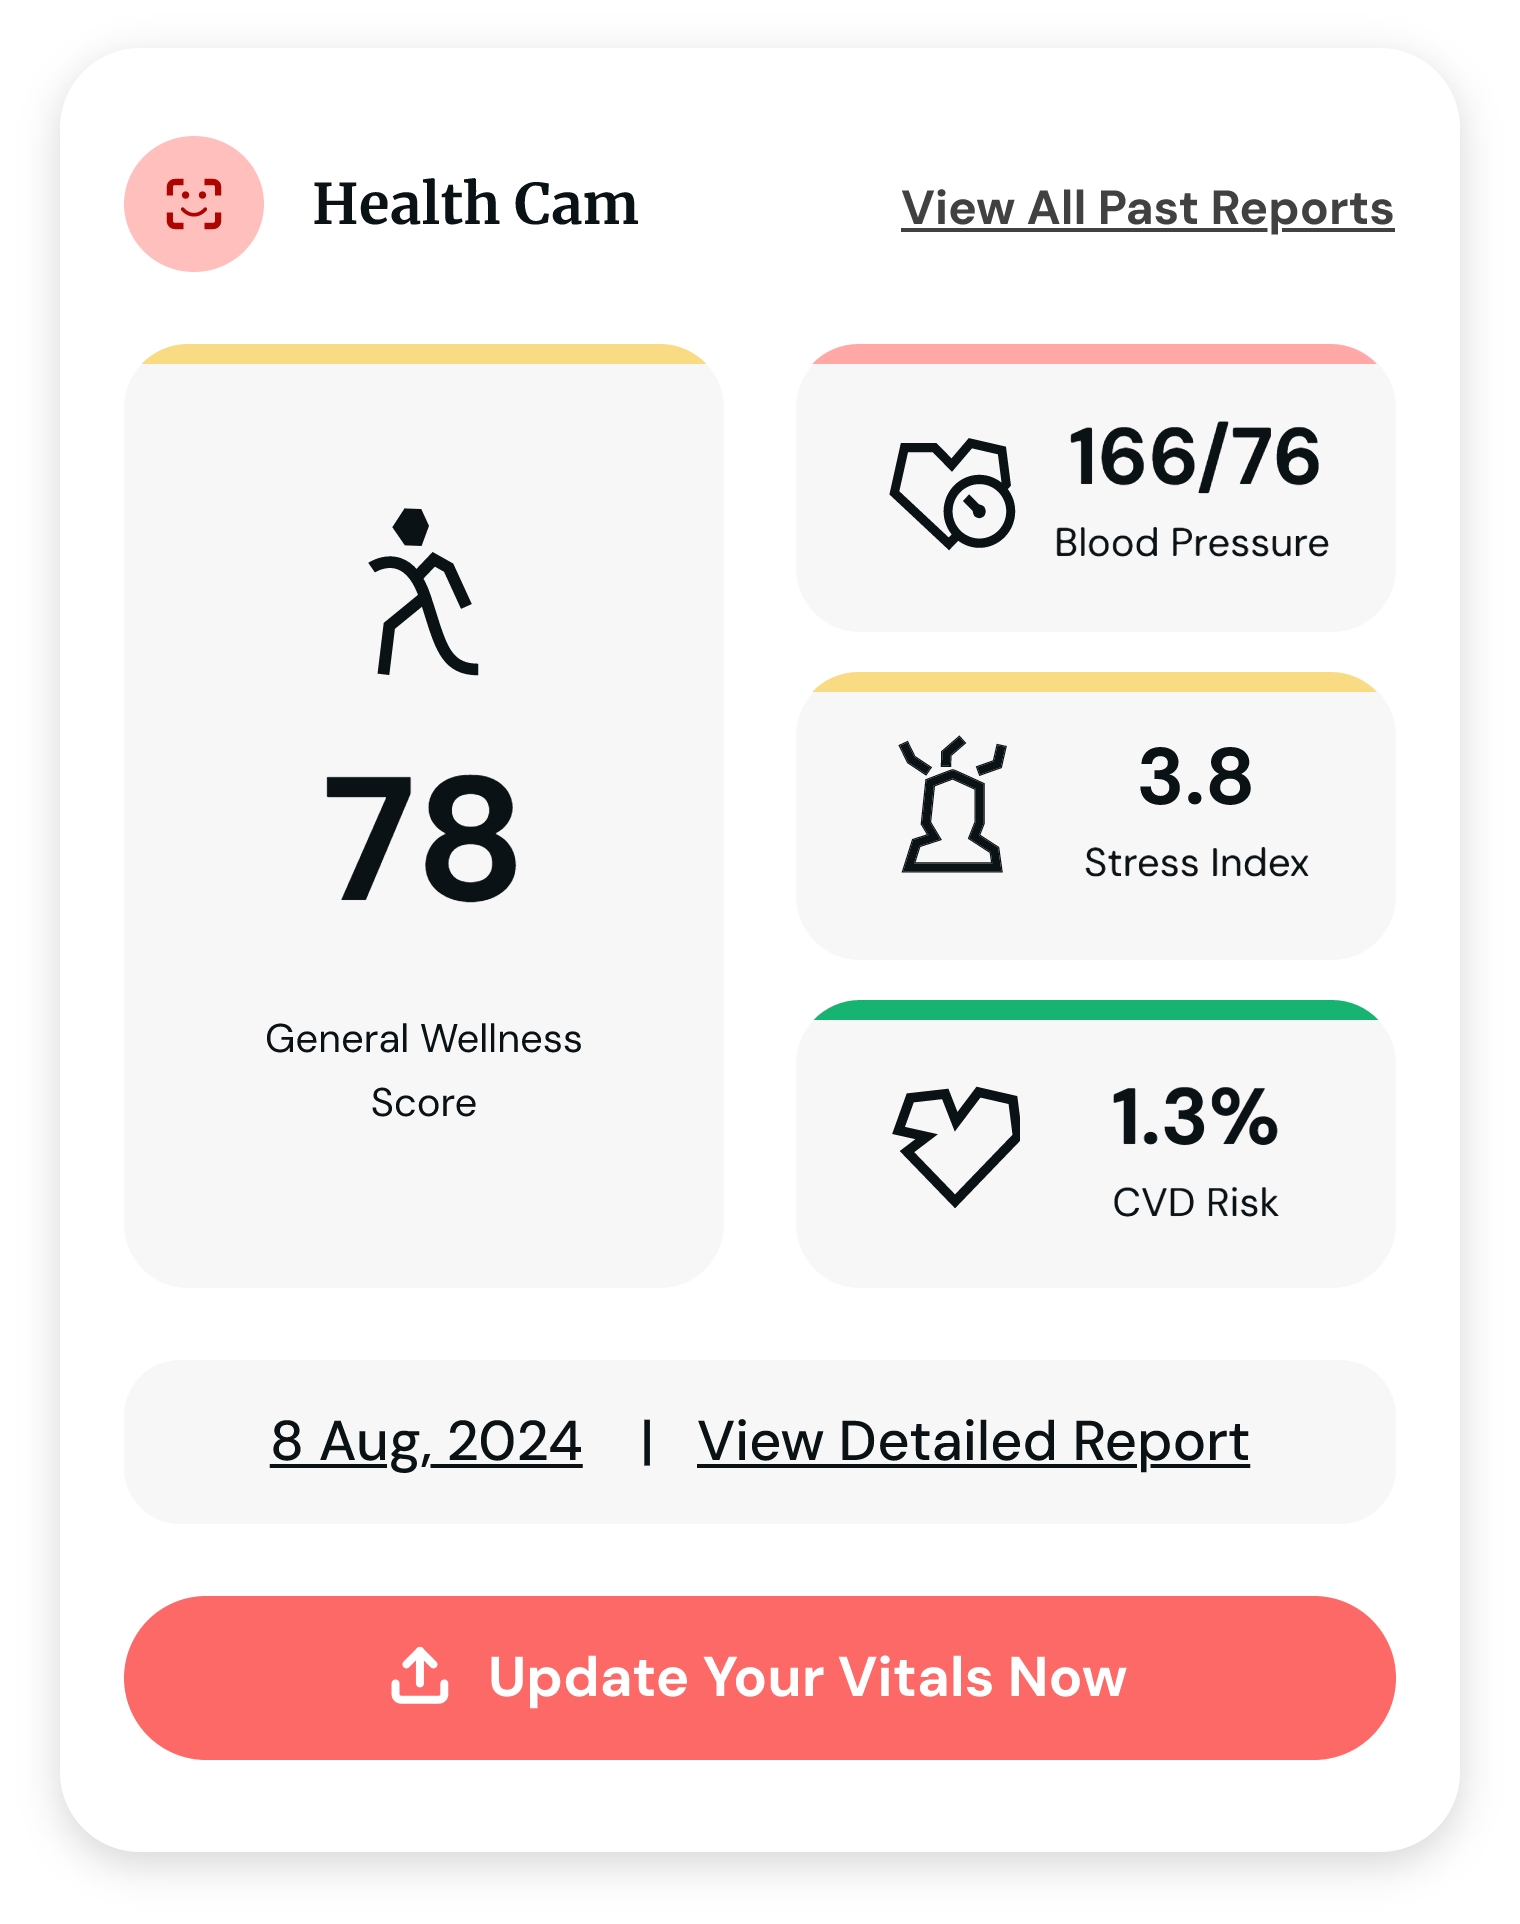 Health Cam
View All Past Reports
78
General Wellness
Score
166/76
Blood Pressure
3.8
Stress Index
1.3%
CVD Risk
8 Aug, 2024 | View Detailed Report
Update Your Vitals Now